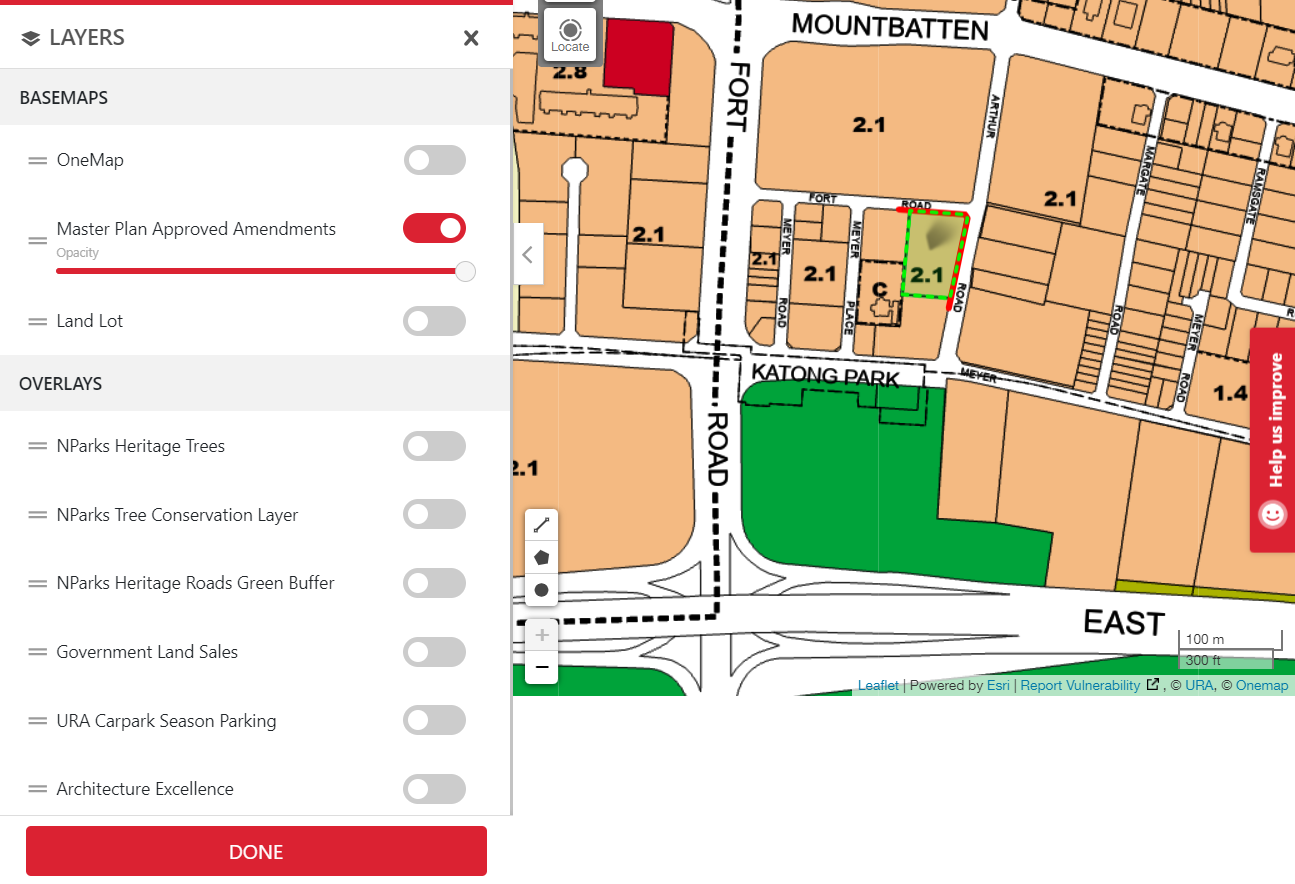 LAYERS
BASEMAPS
OneMap
Master Plan Approved Amendments
Opacity
Land Lot
OVERLAYS
NParks Heritage Trees
NParks Tree Conservation Layer
NParks Heritage Roads Green Buffer
Government Land Sales
URA Carpark Season Parking
Architecture Excellence
DONE
Locate
MOUNTBATTEN
2.8
FORT
2.1
ARTHUR
MARGATE
RAMSGATE
2.1
FORT
ROAD
2.1
MEYER
MEYER
2.1
2.1
2.1
C
ROAD
PLACE
ROAD
ROAD
MEYER
KATONG PARK
MEYER
ROAD
1.4
ROAD
2.1
EAST
Help us improve
100 m
300 ft
Leaflet | Powered by Esri | Report Vulnerability , © URA, © Onemap